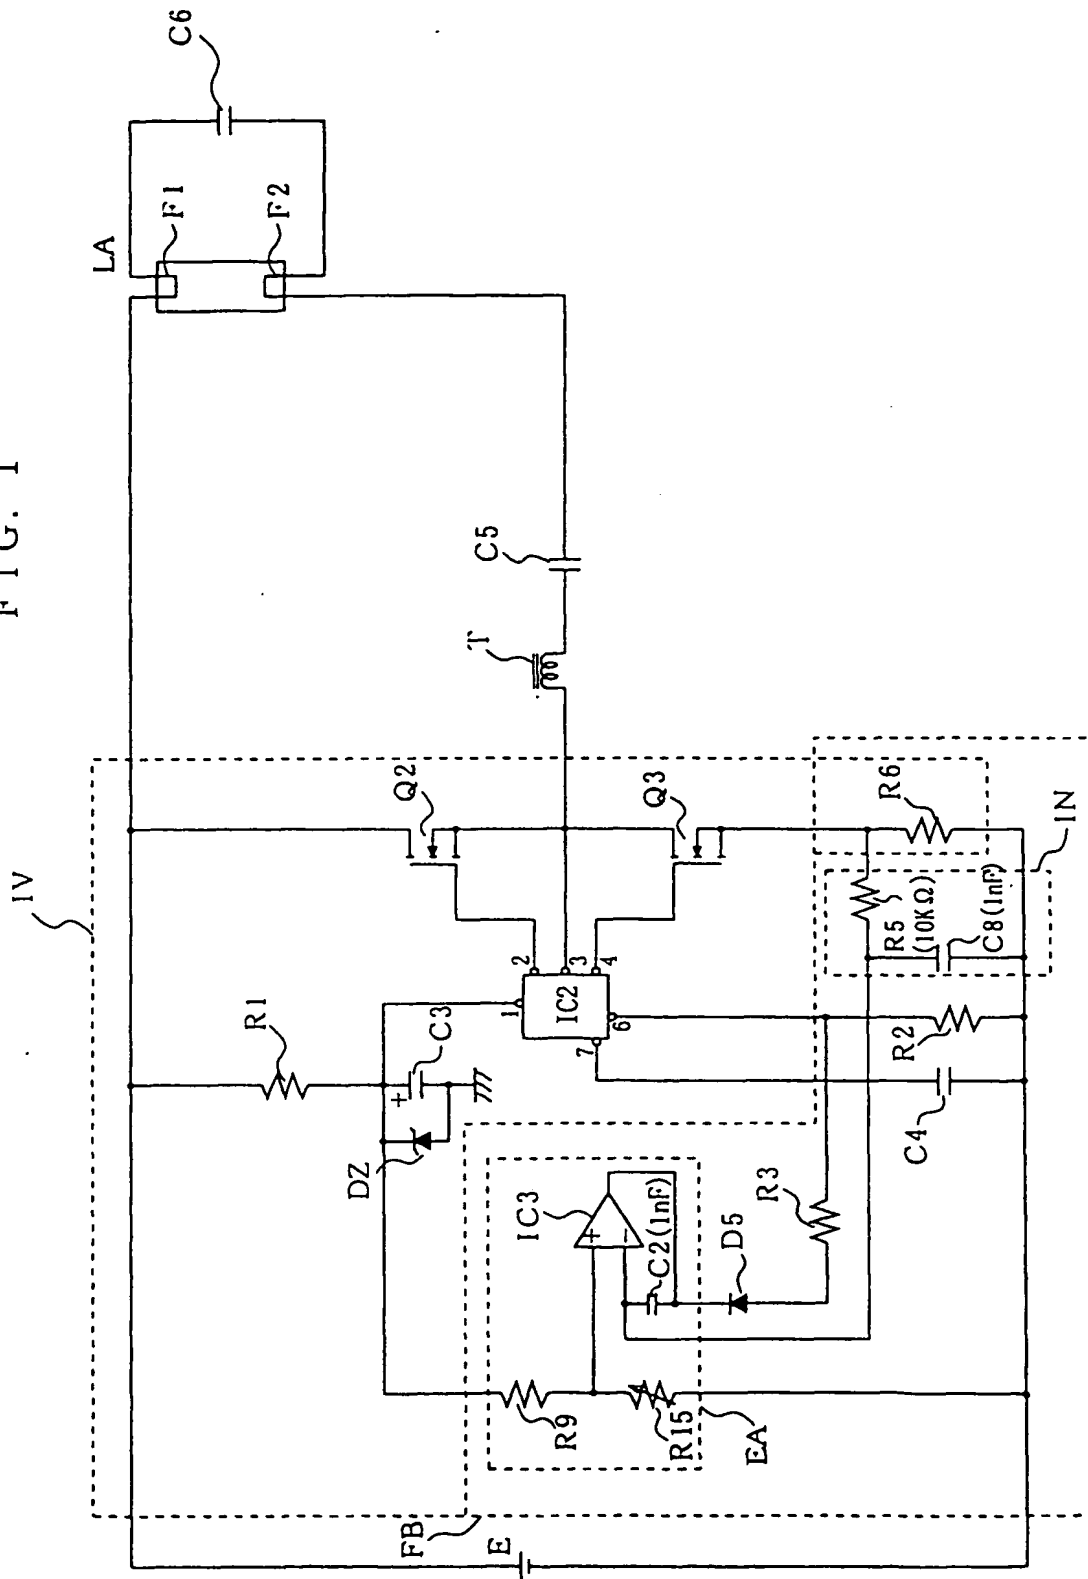 FIG. 1
C6
LA
F1
F2
C5
T
IV
Q2
Q3
R6
IN
R5
(10KΩ)
C8(1nF)
R1
C3
+
DZ
1
2
3
4
IC2
6
7
R2
C4
IC3
+
−
C2(1nF)
D5
R3
R9
R15
EA
FB
E